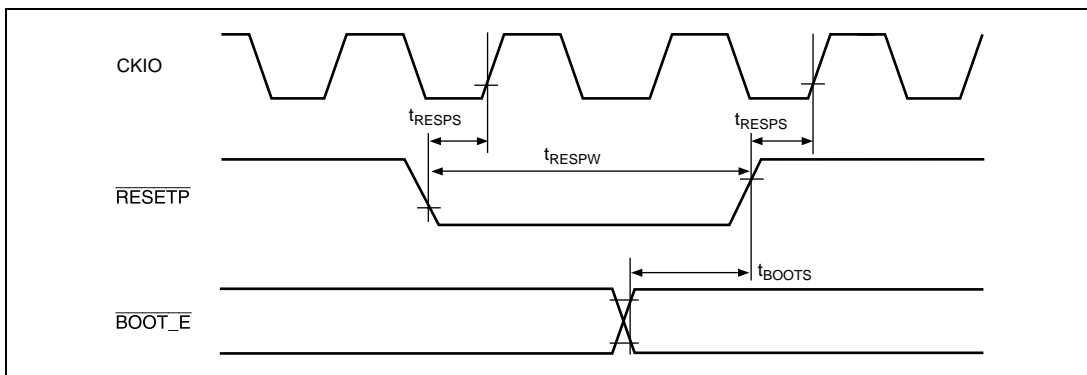 CKIO
tRESPS
tRESPS
tRESPW
RESETP
tBOOTS
BOOT_E